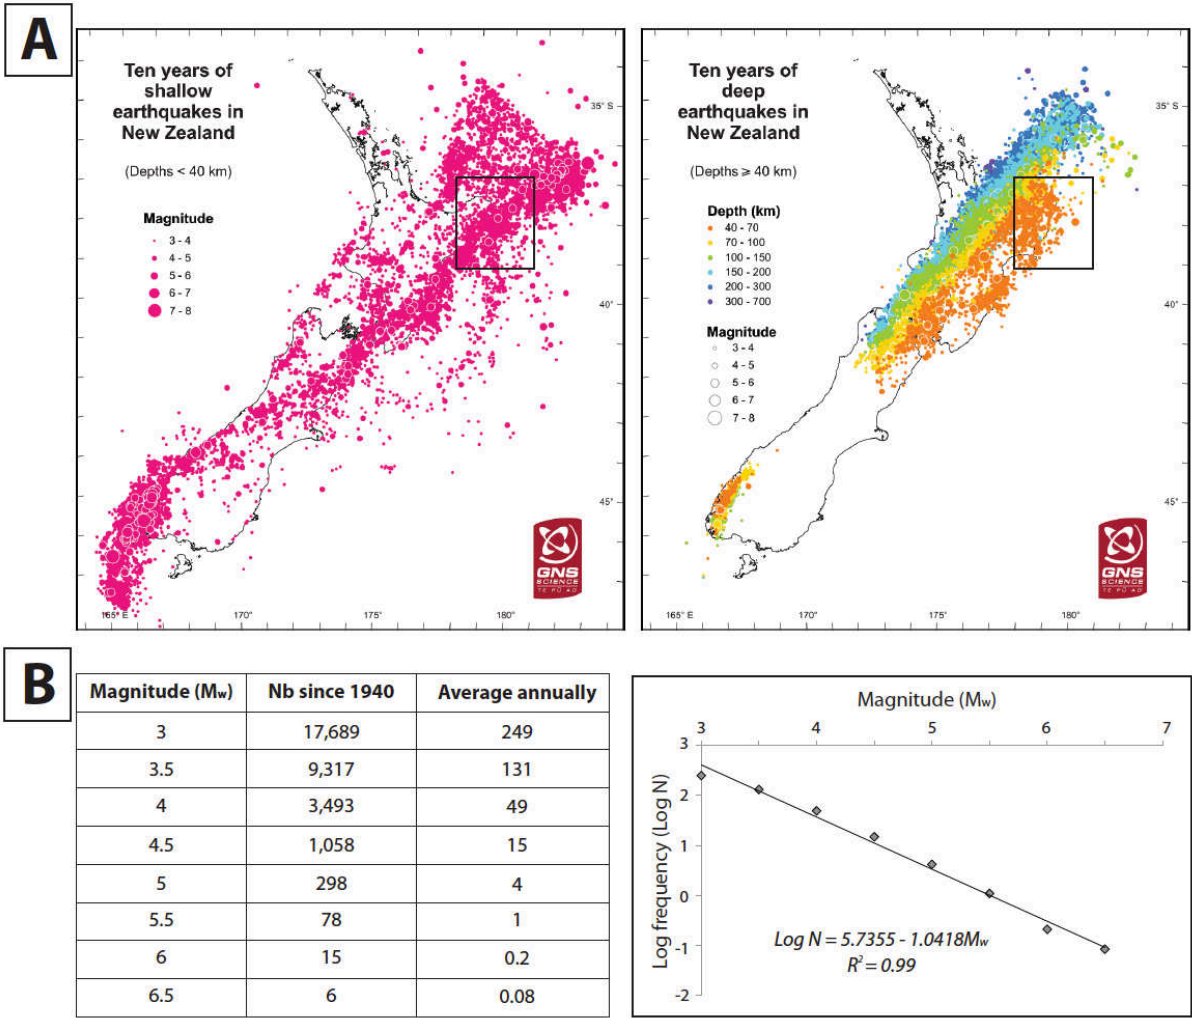 A
Ten years of
shallow
earthquakes in
New Zealand
(Depths < 40 km)
Magnitude
3 - 4
4 - 5
5 - 6
6 - 7
7 - 8
35° S
40°
45°
165° E
170°
175°
180°
GNS
SCIENCE
TE PŪ AO
Ten years of
deep
earthquakes in
New Zealand
(Depths ≥ 40 km)
Depth (km)
40 - 70
70 - 100
100 - 150
150 - 200
200 - 300
300 - 700
Magnitude
3 - 4
4 - 5
5 - 6
6 - 7
7 - 8
35° S
40°
45°
165° E
170°
175°
180°
GNS
SCIENCE
TE PŪ AO
B
Magnitude (Mw) Nb since 1940 Average annually
3 17,689 249
3.5 9,317 131
4 3,493 49
4.5 1,058 15
5 298 4
5.5 78 1
6 15 0.2
6.5 6 0.08
Magnitude (Mw)
3 4 5 6 7
3
2
1
0
-1
-2
Log frequency (Log N)
Log N = 5.7355 - 1.0418Mw
R² = 0.99